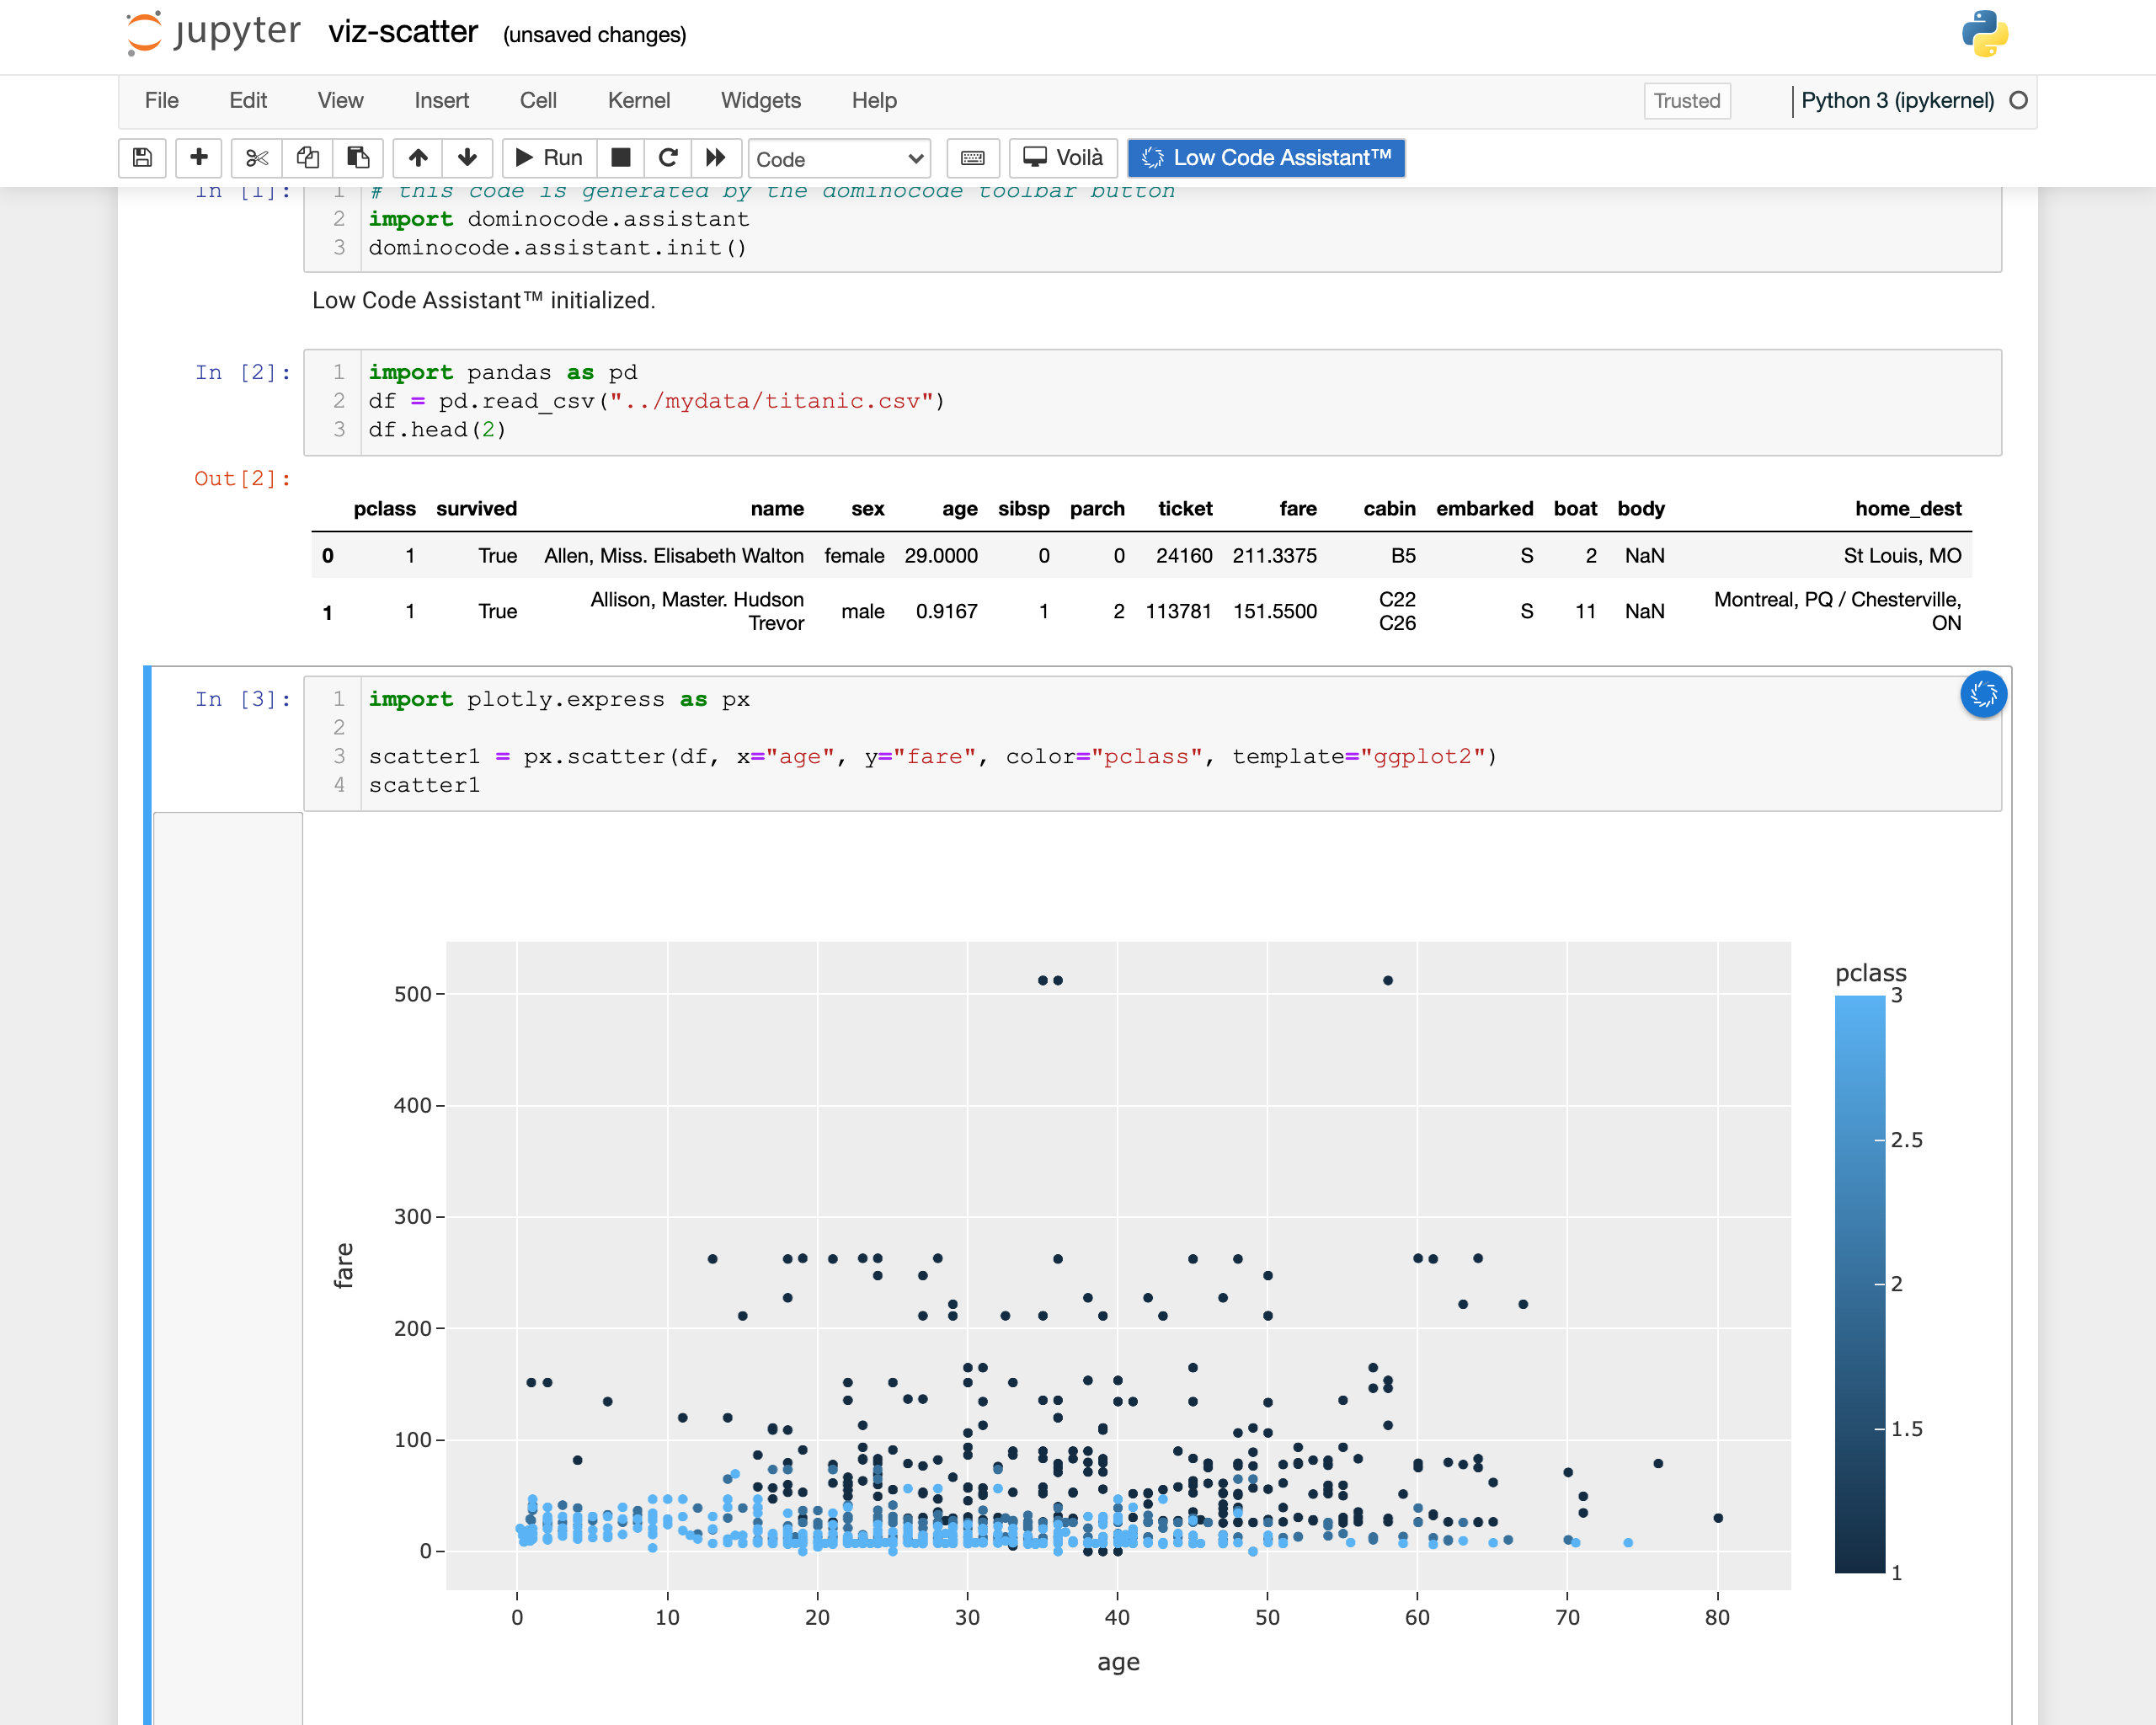 jupyter viz-scatter (unsaved changes)
File Edit View Insert Cell Kernel Widgets Help Trusted Python 3 (ipykernel)
Run Code Voilà Low Code Assistant™
In [1]: 1 # this code is generated by the dominocode toolbar button
2 import dominocode.assistant
3 dominocode.assistant.init()
Low Code Assistant™ initialized.
In [2]: 1 import pandas as pd
2 df = pd.read_csv("../mydata/titanic.csv")
3 df.head(2)
Out[2]:
pclass survived name sex age sibsp parch ticket fare cabin embarked boat body home_dest
0 1 True Allen, Miss. Elisabeth Walton female 29.0000 0 0 24160 211.3375 B5 S 2 NaN St Louis, MO
1 1 True Allison, Master. Hudson Trevor male 0.9167 1 2 113781 151.5500 C22 C26 S 11 NaN Montreal, PQ / Chesterville, ON
In [3]: 1 import plotly.express as px
2
3 scatter1 = px.scatter(df, x="age", y="fare", color="pclass", template="ggplot2")
4 scatter1
pclass
3
2.5
2
1.5
1
500
400
300
200
100
0
fare
0 10 20 30 40 50 60 70 80
age